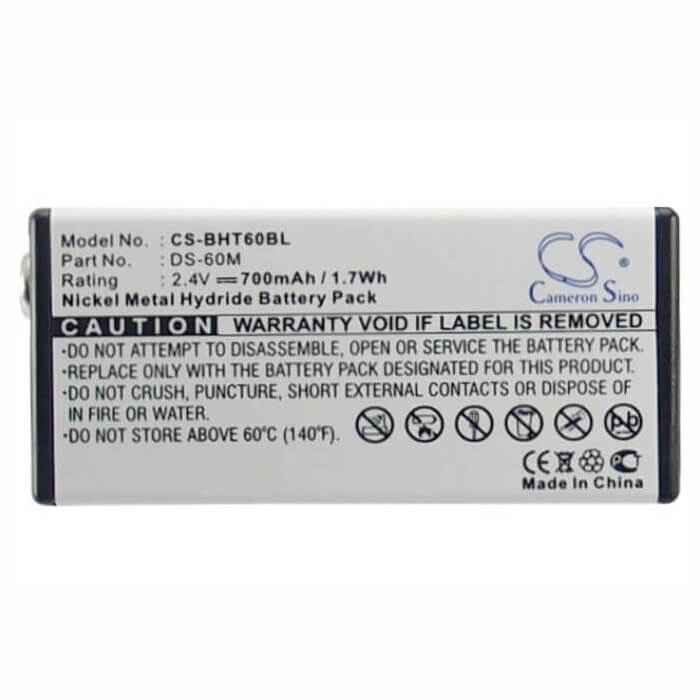 Model No. : CS-BHT60BL
Part No. : DS-60M
Rating : 2.4V ⎓700mAh / 1.7Wh
Nickel Metal Hydride Battery Pack
CS
Cameron Sino
CAUTION WARRANTY VOID IF LABEL IS REMOVED
•DO NOT ATTEMPT TO DISASSEMBLE, OPEN OR SERVICE THE BATTERY PACK.
•REPLACE ONLY WITH THE BATTERY PACK DESIGNATED FOR THIS PRODUCT.
•DO NOT CRUSH, PUNCTURE, SHORT EXTERNAL CONTACTS OR DISPOSE
IN FIRE OR WATER.
•DO NOT STORE ABOVE 60°C (140°F).
Pb
CE
Made In China